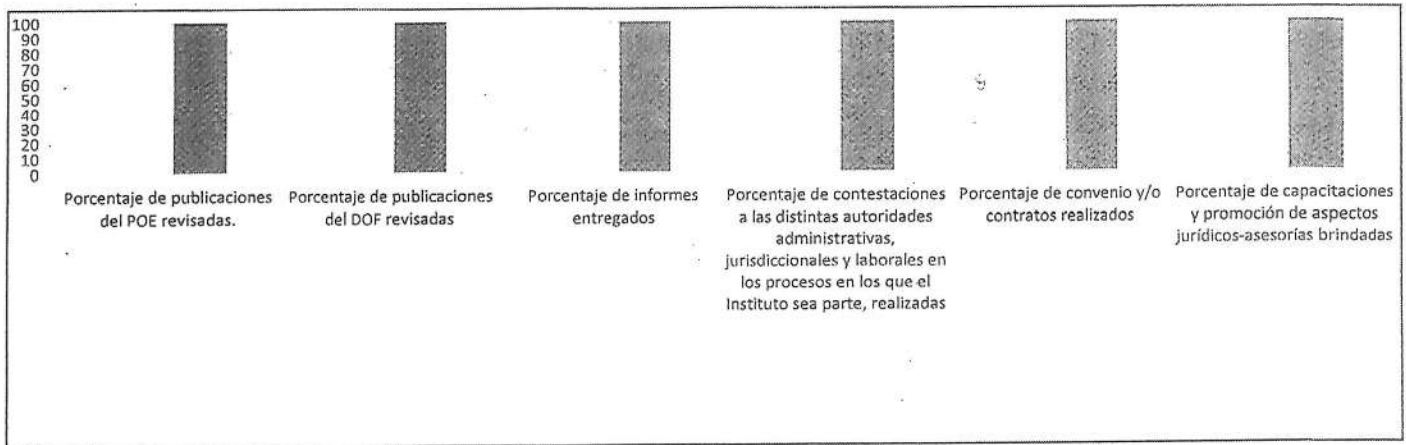 100
90
80
70
60
50
40
30
20
10
0
Porcentaje de publicaciones
del POE revisadas.
Porcentaje de publicaciones
del DOF revisadas
Porcentaje de informes
entregados
Porcentaje de contestaciones
a las distintas autoridades
administrativas,
jurisdiccionales y laborales en
los procesos en los que el
Instituto sea parte, realizadas
Porcentaje de convenio y/o
contratos realizados
Porcentaje de capacitaciones
y promoción de aspectos
jurídicos-asesorías brindadas